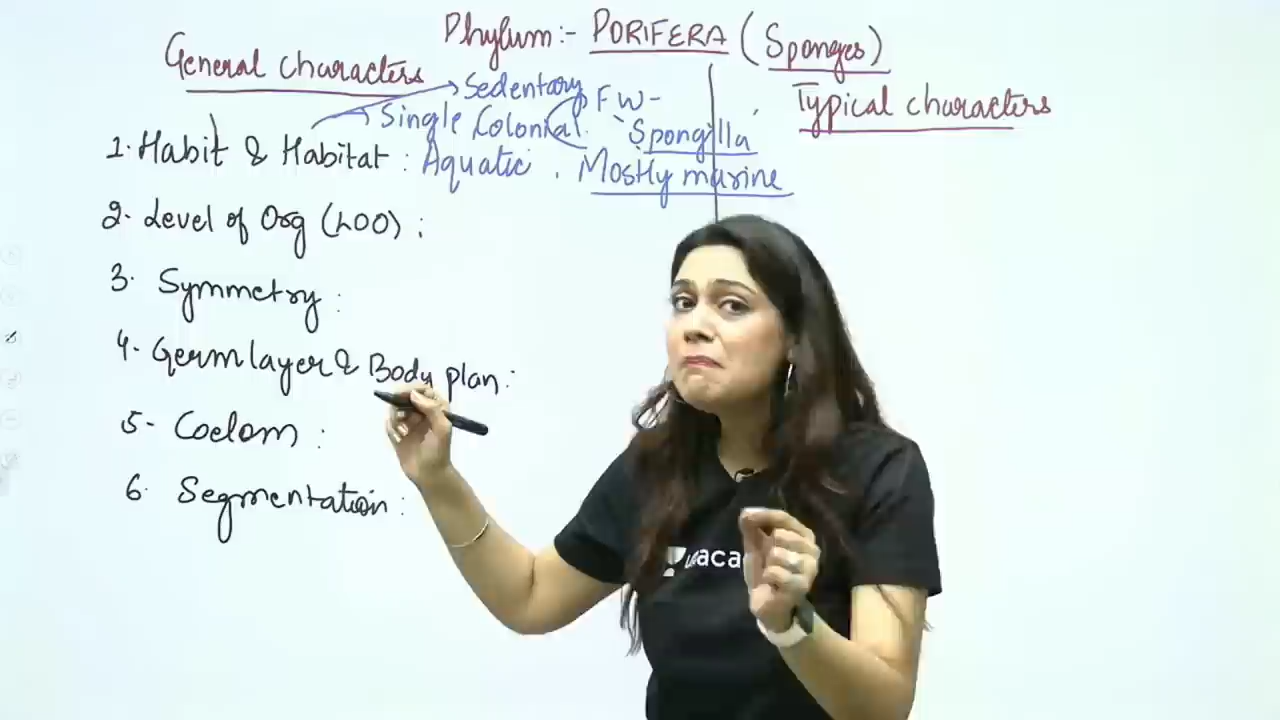 Phylum:- PORIFERA (Sponges)
General characters
Typical characters
Sedentary
Single Colonial. FW-
"Spongilla"
1. Habit & Habitat : Aquatic . Mostly marine
2. Level of Org (LOO) :
3. Symmetry :
4. Germ layer & Body plan :
5- Coelom :
6. Segmentation :